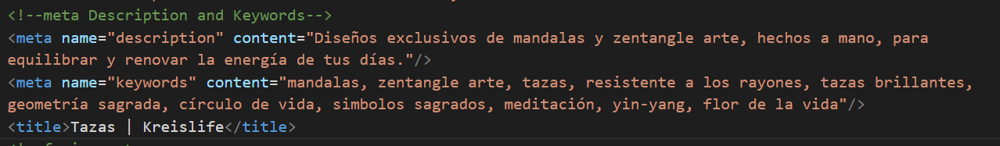 <!--meta Description and Keywords-->
<meta name="description" content="Diseños exclusivos de mandalas y zentangle arte, hechos a mano, para
equilibrar y renovar la energía de tus días."/>
<meta name="keywords" content="mandalas, zentangle arte, tazas, resistente a los rayones, tazas brillantes,
geometría sagrada, círculo de vida, simbolos sagrados, meditación, yin-yang, flor de la vida"/>
<title>Tazas | Kreislife</title>